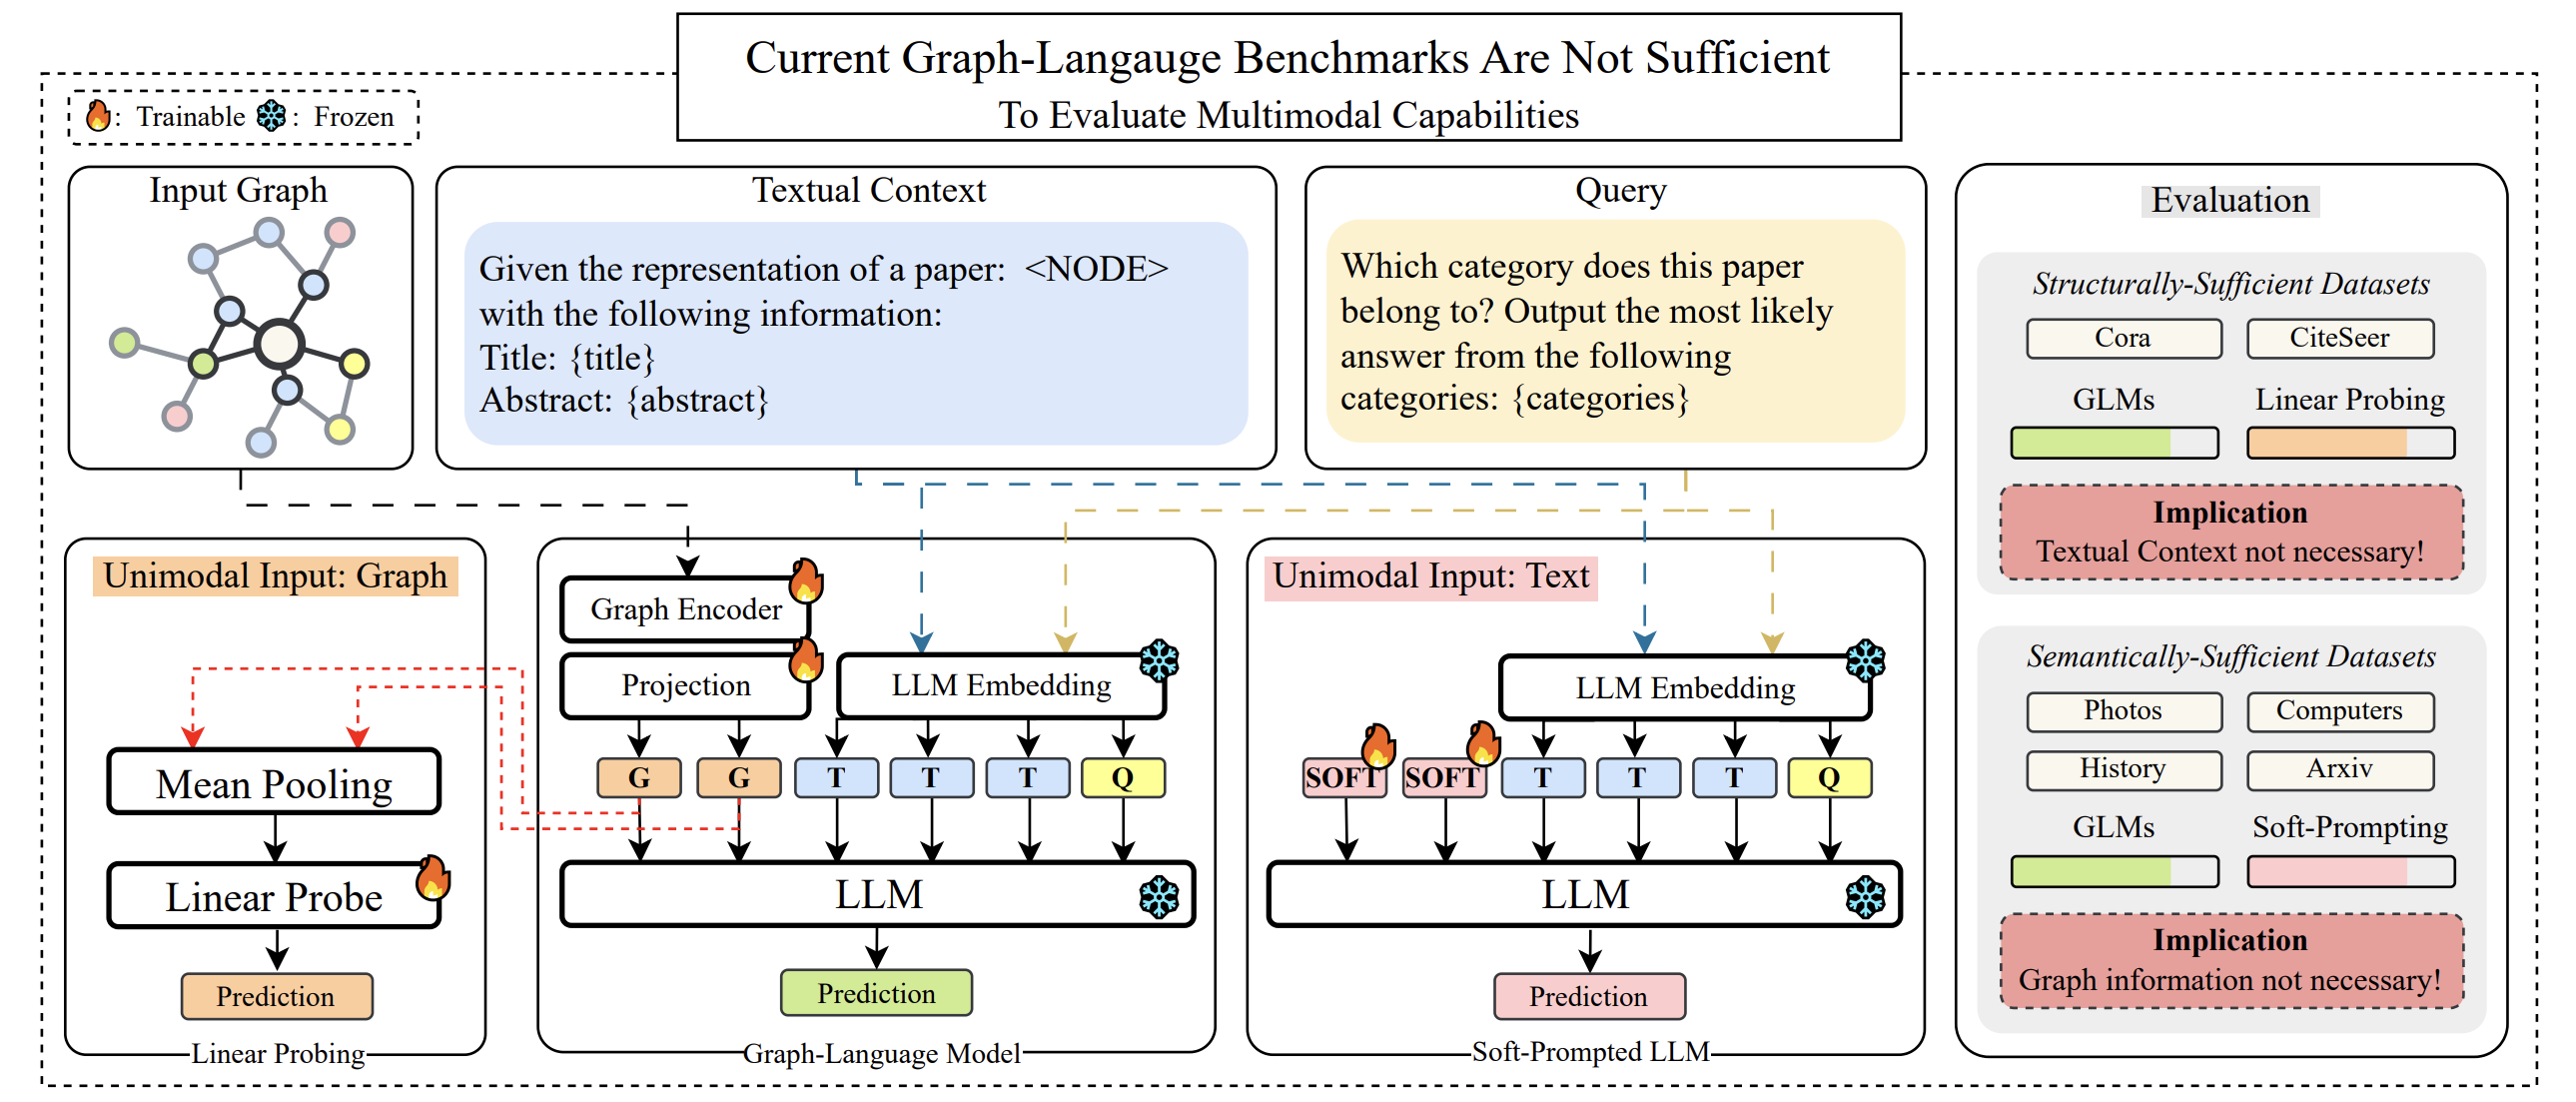 Current Graph-Langauge Benchmarks Are Not Sufficient
To Evaluate Multimodal Capabilities
: Trainable : Frozen
Input Graph
Textual Context
Given the representation of a paper: <NODE>
with the following information:
Title: {title}
Abstract: {abstract}
Query
Which category does this paper
belong to? Output the most likely
answer from the following
categories: {categories}
Unimodal Input: Graph
Mean Pooling
Linear Probe
Prediction
Linear Probing
Graph Encoder
Projection
LLM Embedding
G G T T T Q
LLM
Prediction
Graph-Language Model
Unimodal Input: Text
LLM Embedding
SOFT SOFT T T T Q
LLM
Prediction
Soft-Prompted LLM
Evaluation
Structurally-Sufficient Datasets
Cora CiteSeer
GLMs Linear Probing
Implication
Textual Context not necessary!
Semantically-Sufficient Datasets
Photos Computers
History Arxiv
GLMs Soft-Prompting
Implication
Graph information not necessary!